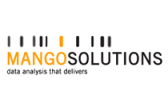 MANGOSOLUTIONS
data analysis that delivers